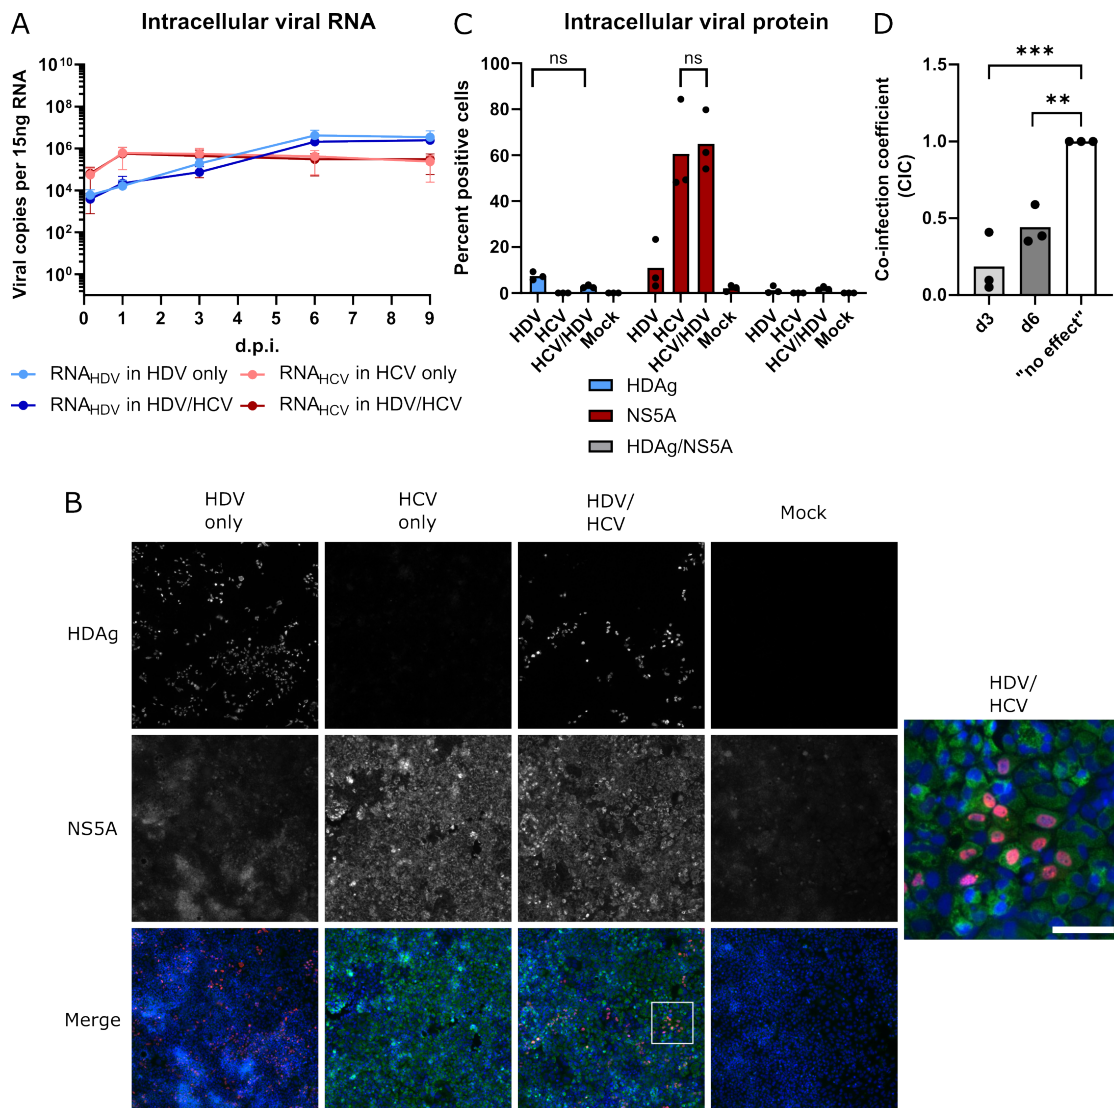 A
Intracellular viral RNA
Viral copies per 15ng RNA
10^10
10^8
10^6
10^4
10^2
10^0
0
1
2
3
4
5
6
7
8
9
d.p.i.
RNA_HDV in HDV only
RNA_HCV in HCV only
RNA_HDV in HDV/HCV
RNA_HCV in HDV/HCV
C
Intracellular viral protein
Percent positive cells
100
80
60
40
20
0
ns
ns
HDV
HCV
HCV/HDV
Mock
HDV
HCV
HCV/HDV
Mock
HDV
HCV
HCV/HDV
Mock
HDAg
NS5A
HDAg/NS5A
D
Co-infection coefficient
(CIC)
1.5
1.0
0.5
0.0
***
**
d3
d6
"no effect"
B
HDV
only
HCV
only
HDV/
HCV
Mock
HDAg
NS5A
Merge
HDV/
HCV